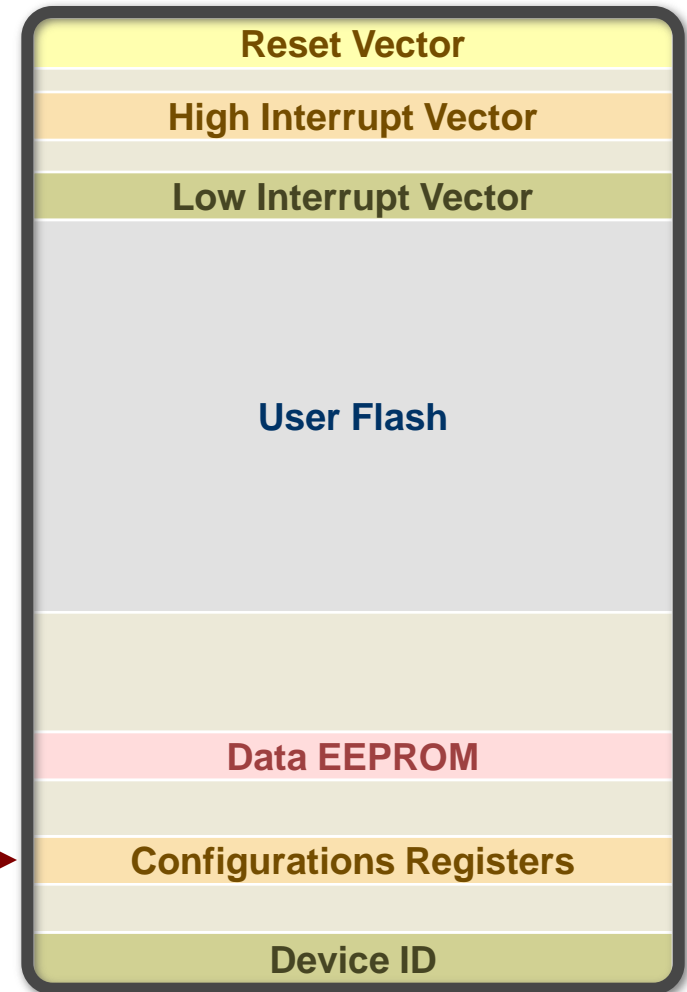 Reset Vector
High Interrupt Vector
Low Interrupt Vector
User Flash
Data EEPROM
Configurations Registers
Device ID